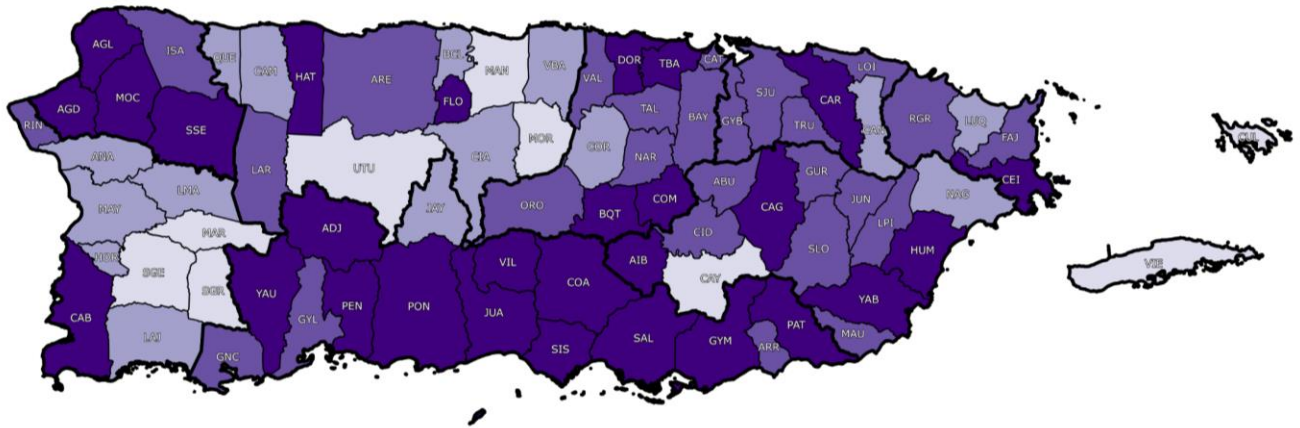 AGL
ISA
QUE
CAM
HAT
ARE
BCL
MAN
VBA
VAL
DOR
TBA
CAT
LOI
AGD
MOC
SSE
FLO
TAL
BAY
GYB
SJU
TRU
CAR
CAN
RGR
LUQ
FAJ
RIN
ANA
LMA
LAR
UTU
CIA
MOR
COR
NAR
CUL
MAY
MAR
ADJ
JAY
ORO
BQT
COM
ABU
CAG
GUR
JUN
LPI
NAG
CEI
HOR
SGE
SGR
YAU
GYL
PEN
PON
VIL
JUA
COA
AIB
CID
CAY
SLO
HUM
YAB
VIE
CAB
LAJ
GNC
SIS
SAL
GYM
ARR
PAT
MAU